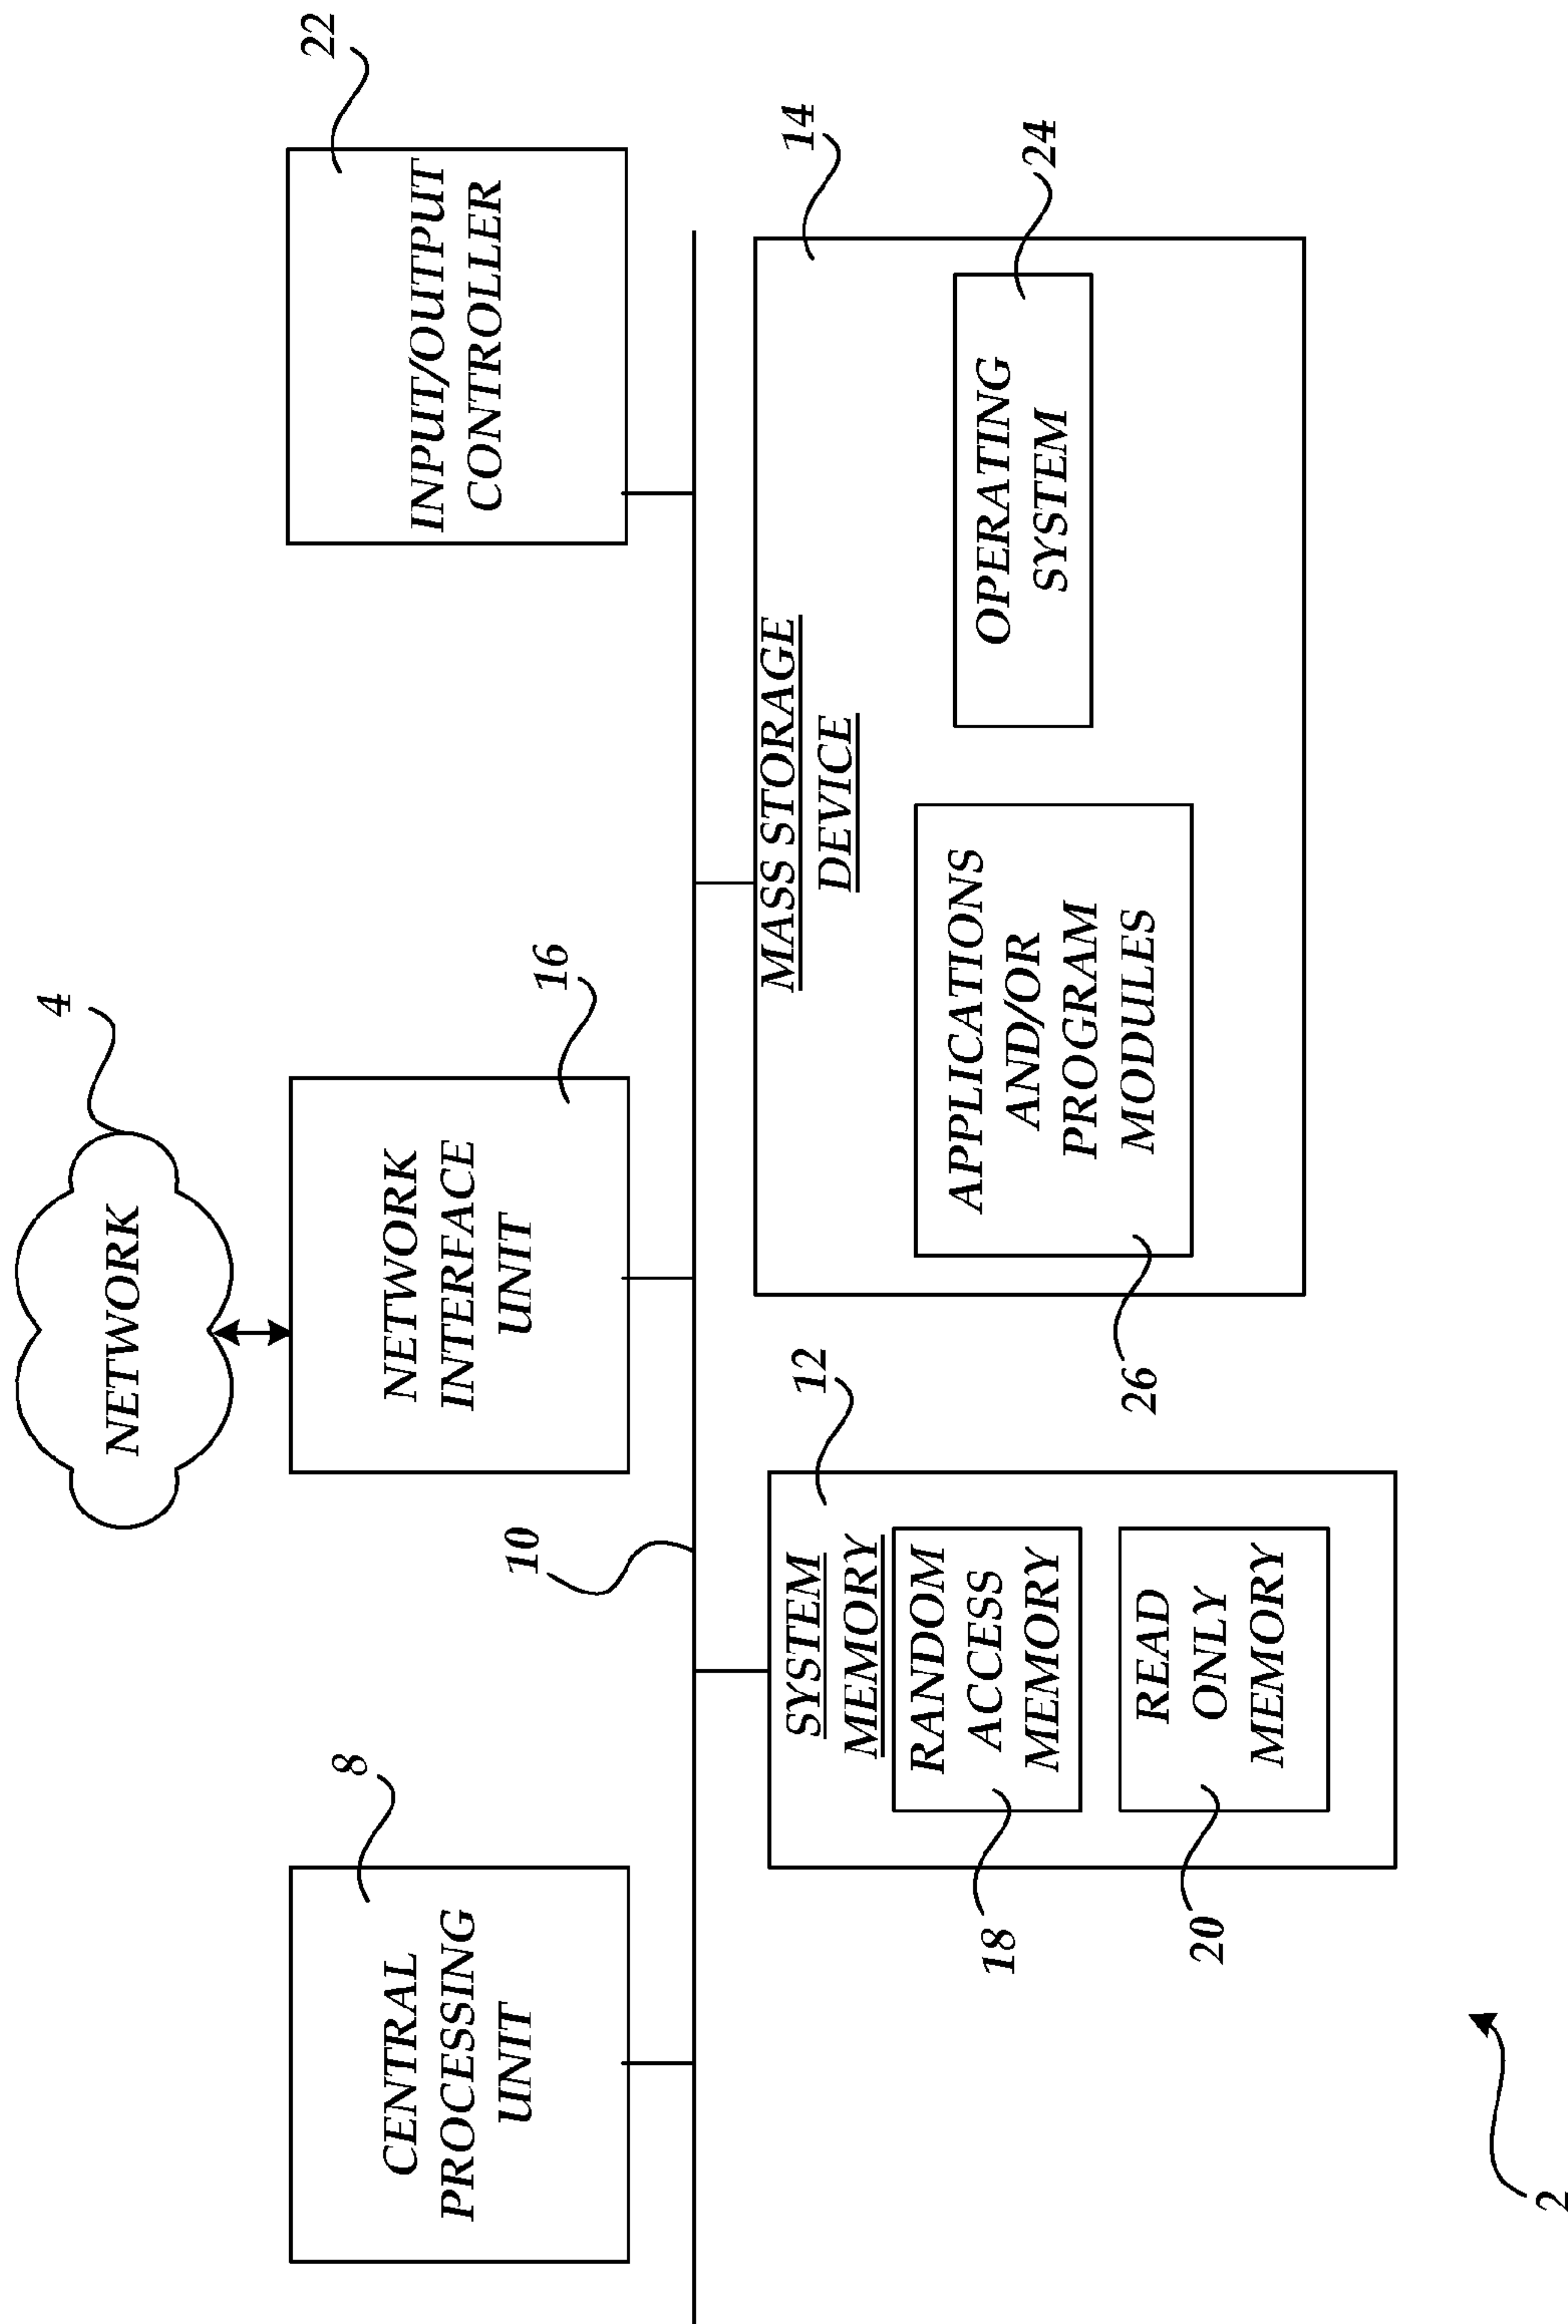 NETWORK
4
CENTRAL
PROCESSING
UNIT
8
NETWORK
INTERFACE
UNIT
16
INPUT/OUTPUT
CONTROLLER
22
10
SYSTEM
MEMORY
12
RANDOM
ACCESS
MEMORY
18
READ
ONLY
MEMORY
20
MASS STORAGE
DEVICE
14
APPLICATIONS
AND/OR
PROGRAM
MODULES
26
OPERATING
SYSTEM
24
2